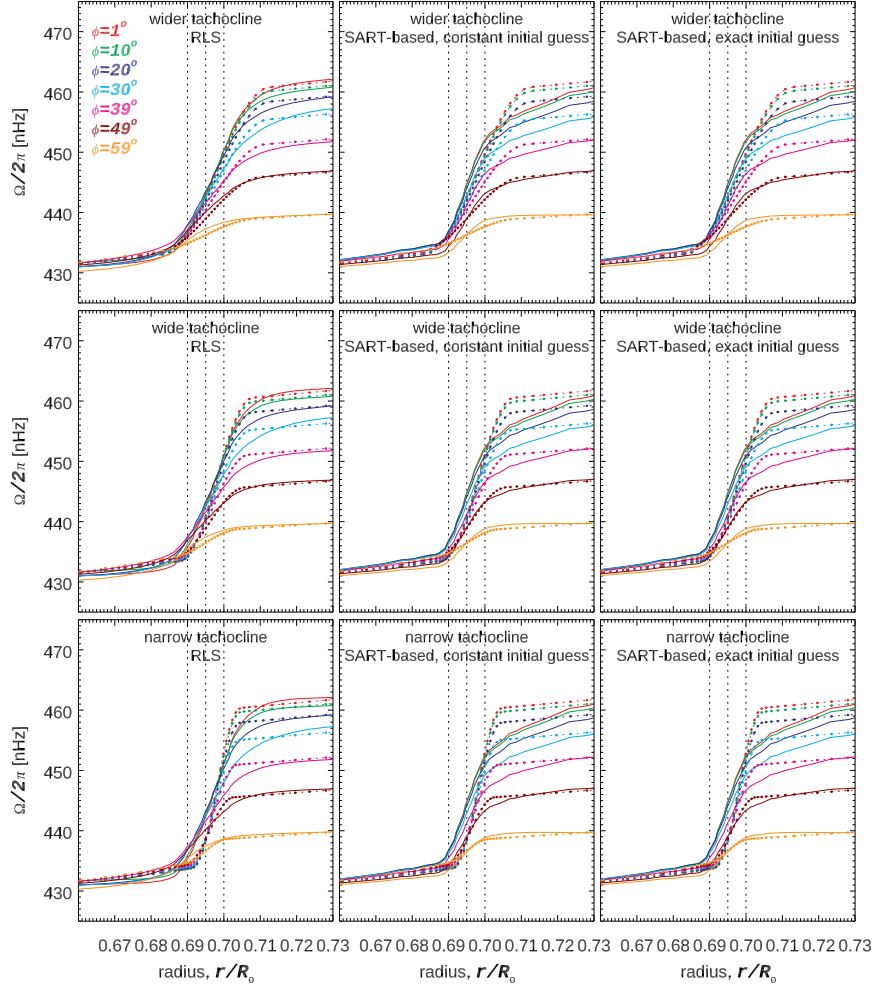 wider tachocline
RLS
wider tachocline
SART-based, constant initial guess
wider tachocline
SART-based, exact initial guess
ϕ=1°
ϕ=10°
ϕ=20°
ϕ=30°
ϕ=39°
ϕ=49°
ϕ=59°
470
460
450
440
430
Ω/2π [nHz]
wide tachocline
RLS
wide tachocline
SART-based, constant initial guess
wide tachocline
SART-based, exact initial guess
470
460
450
440
430
Ω/2π [nHz]
narrow tachocline
RLS
narrow tachocline
SART-based, constant initial guess
narrow tachocline
SART-based, exact initial guess
470
460
450
440
430
Ω/2π [nHz]
0.67 0.68 0.69 0.70 0.71 0.72 0.73
0.67 0.68 0.69 0.70 0.71 0.72 0.73
0.67 0.68 0.69 0.70 0.71 0.72 0.73
radius, r/R₀
radius, r/R₀
radius, r/R₀